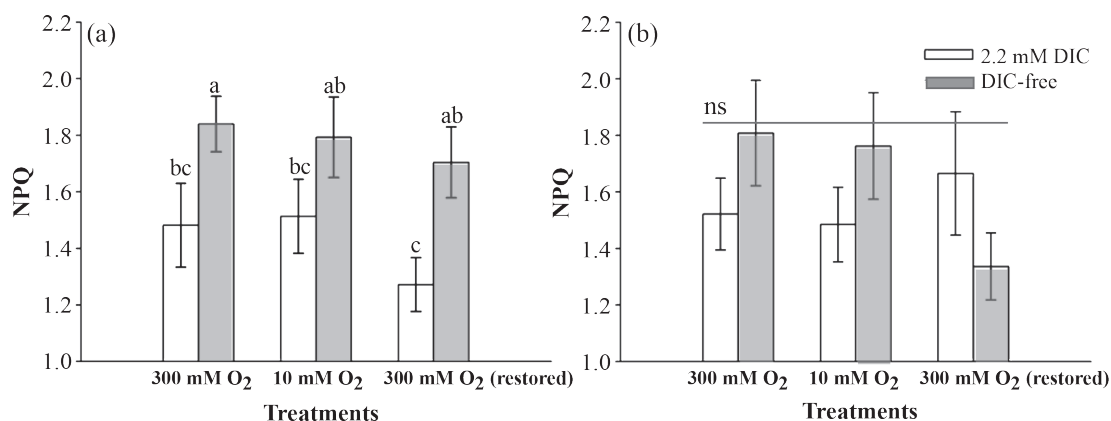 (a)
2.2
2.0
1.8
1.6
1.4
1.2
1.0
NPQ
bc
a
bc
ab
c
ab
300 mM O2
10 mM O2
300 mM O2 (restored)
Treatments
(b)
2.2
2.0
1.8
1.6
1.4
1.2
1.0
NPQ
2.2 mM DIC
DIC-free
ns
300 mM O2
10 mM O2
300 mM O2 (restored)
Treatments